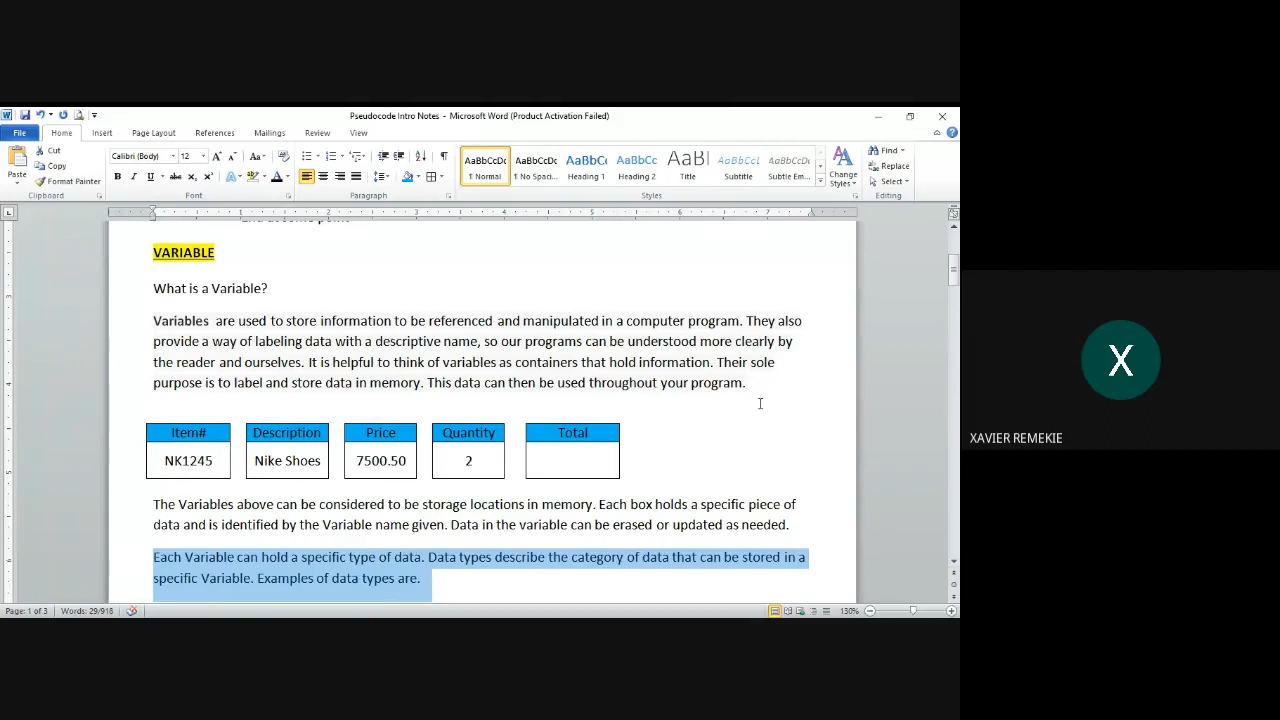 Pseudocode Intro Notes - Microsoft Word (Product Activation Failed)
File Home Insert Page Layout References Mailings Review View
Cut
Copy
Format Painter
Paste
Calibri (Body) 12
AaBbCcDc AaBbCcDc AaBbC AaBbCc AaBl AaBbCcI AaBbCcDc
¶ Normal ¶ No Spaci... Heading 1 Heading 2 Title Subtitle Subtle Em...
Change Styles
Find
Replace
Select
Clipboard Font Paragraph Styles Editing
VARIABLE
What is a Variable?
Variables are used to store information to be referenced and manipulated in a computer program. They also
provide a way of labeling data with a descriptive name, so our programs can be understood more clearly by
the reader and ourselves. It is helpful to think of variables as containers that hold information. Their sole
purpose is to label and store data in memory. This data can then be used throughout your program.
Item# Description Price Quantity Total
NK1245 Nike Shoes 7500.50 2
The Variables above can be considered to be storage locations in memory. Each box holds a specific piece of
data and is identified by the Variable name given. Data in the variable can be erased or updated as needed.
Each Variable can hold a specific type of data. Data types describe the category of data that can be stored in a
specific Variable. Examples of data types are.
Page: 1 of 3 Words: 29/918 130%
X
XAVIER REMEKIE